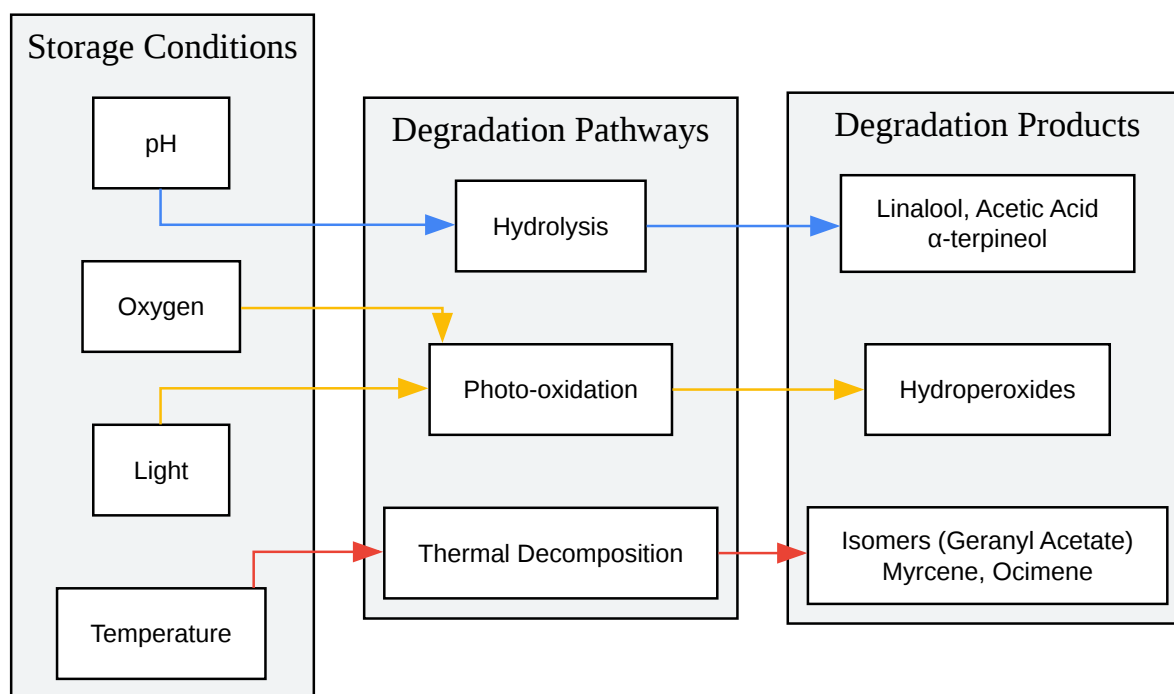 Storage Conditions
pH
Oxygen
Light
Temperature
Degradation Pathways
Hydrolysis
Photo-oxidation
Thermal Decomposition
Degradation Products
Linalool, Acetic Acid
α-terpineol
Hydroperoxides
Isomers (Geranyl Acetate)
Myrcene, Ocimene